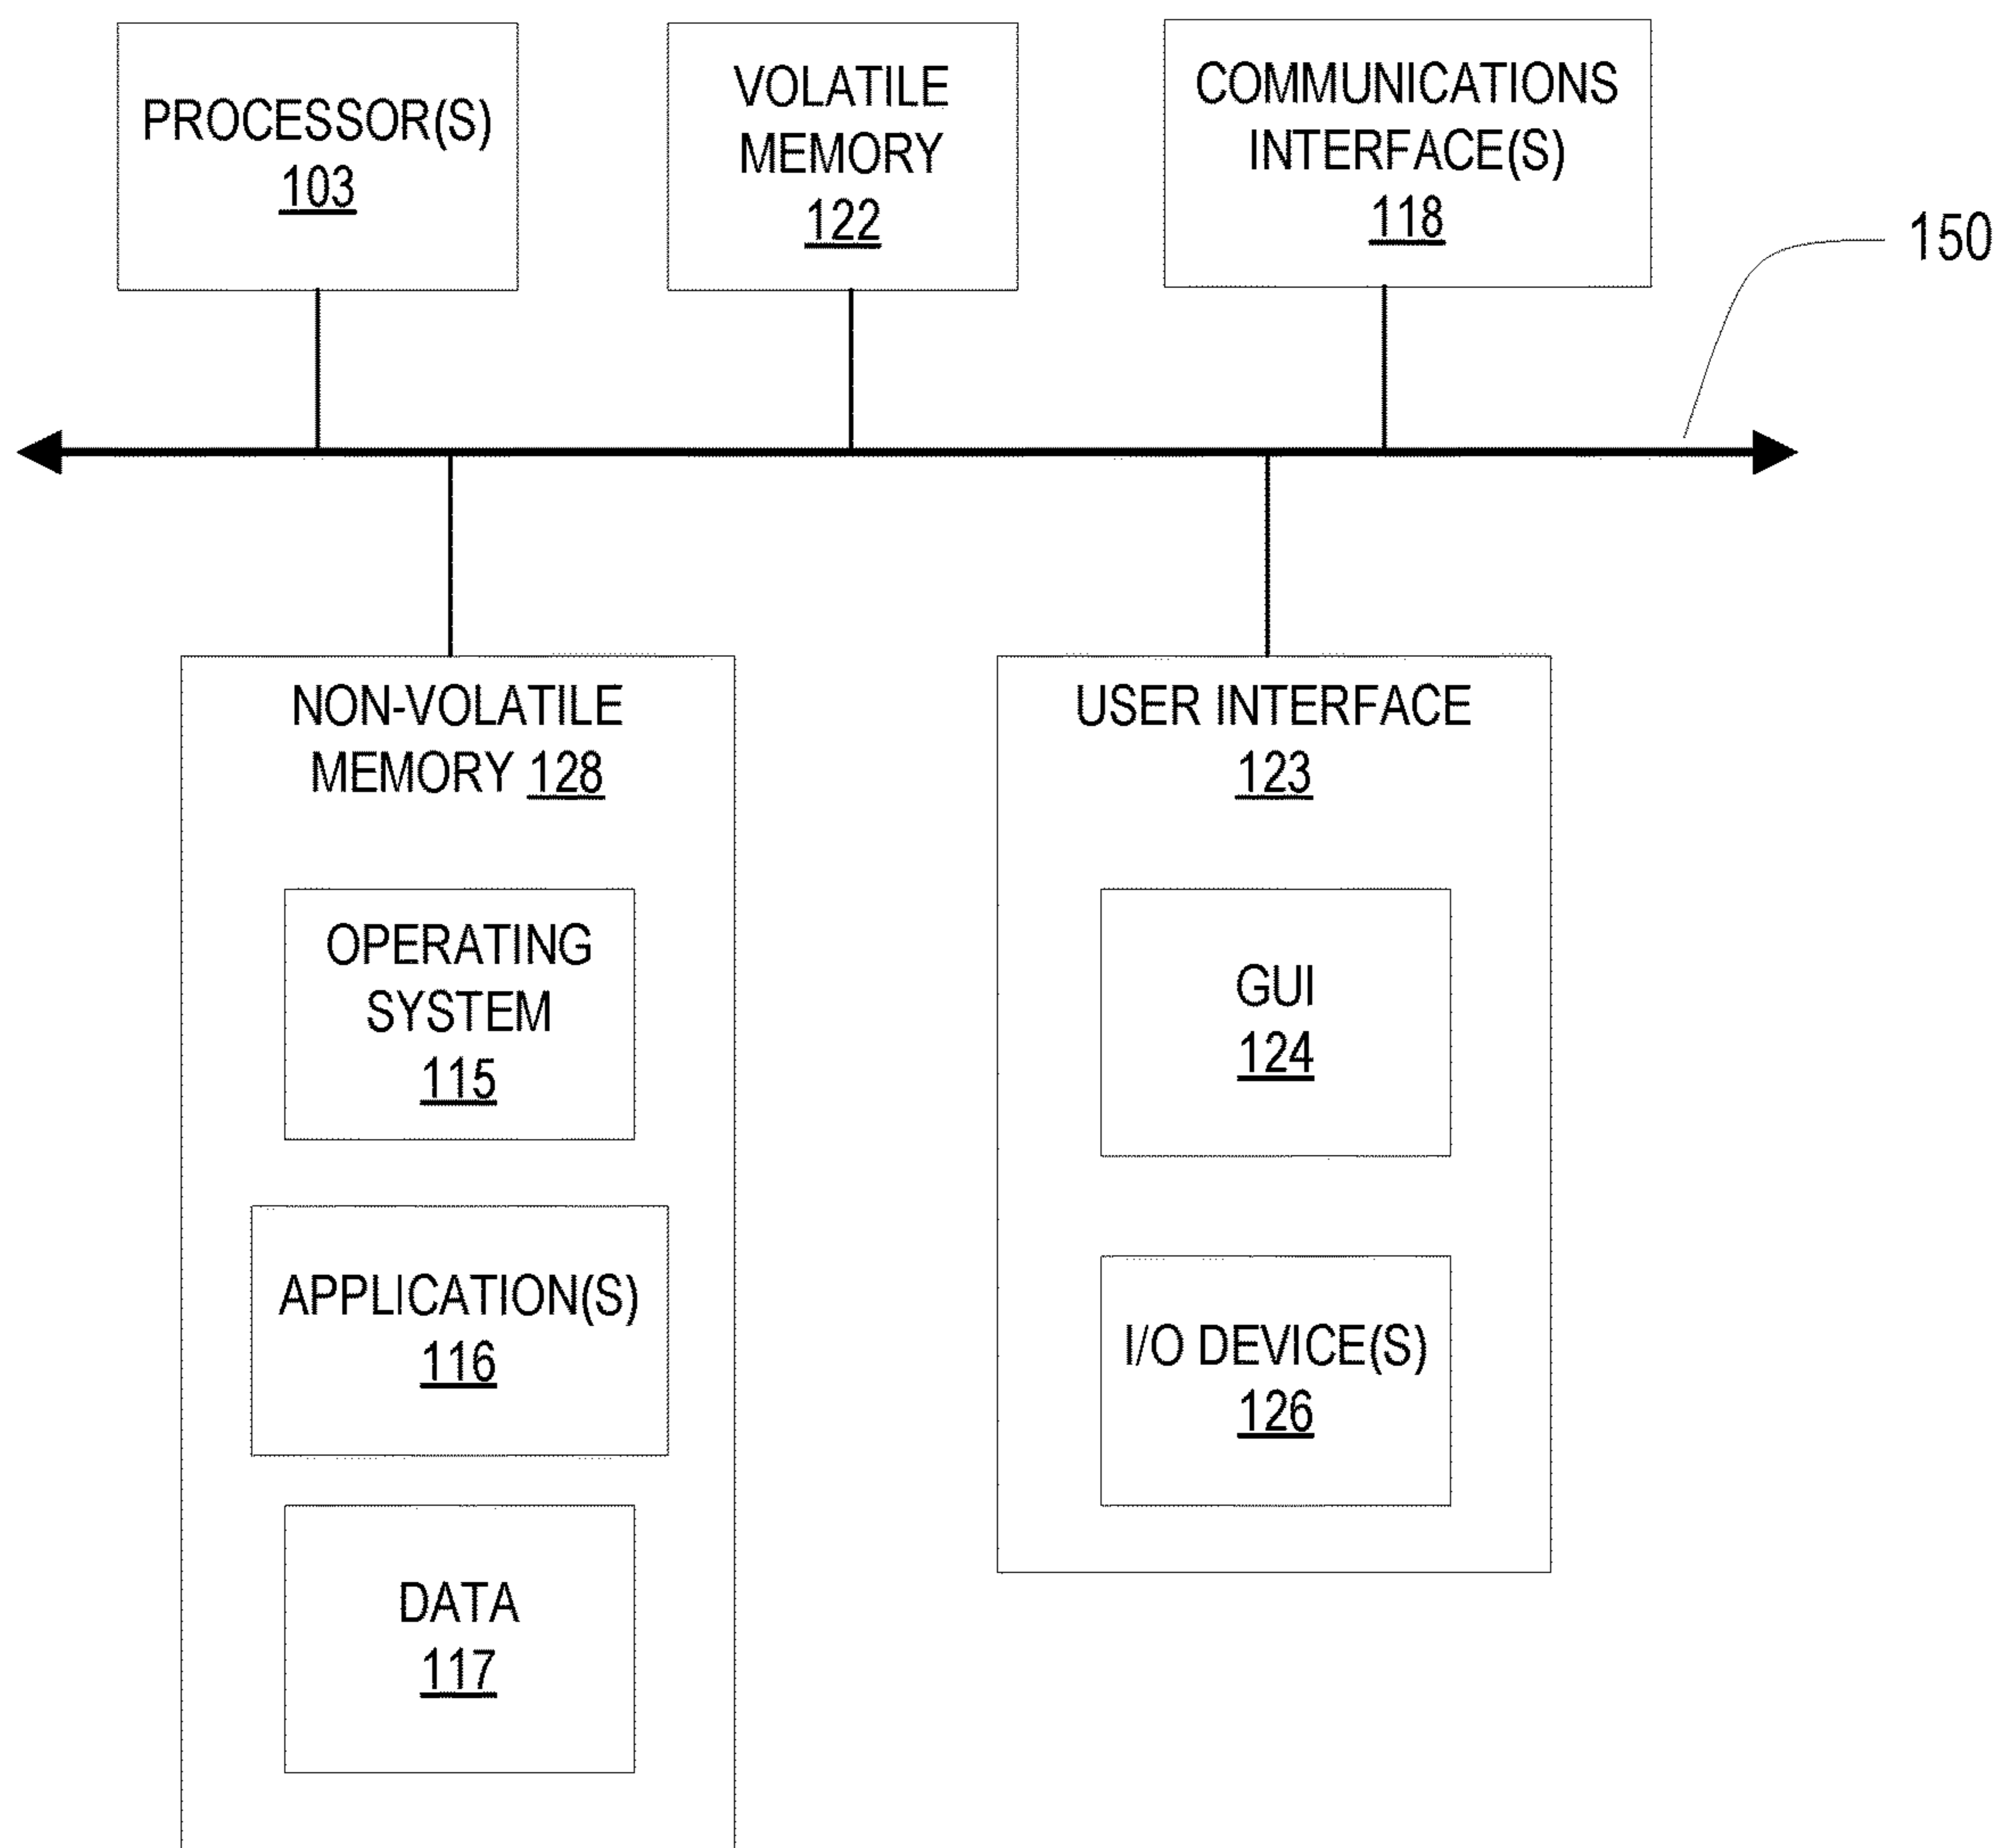 PROCESSOR(S)
103
VOLATILE
MEMORY
122
COMMUNICATIONS
INTERFACE(S)
118
150
NON-VOLATILE
MEMORY 128
OPERATING
SYSTEM
115
APPLICATION(S)
116
DATA
117
USER INTERFACE
123
GUI
124
I/O DEVICE(S)
126